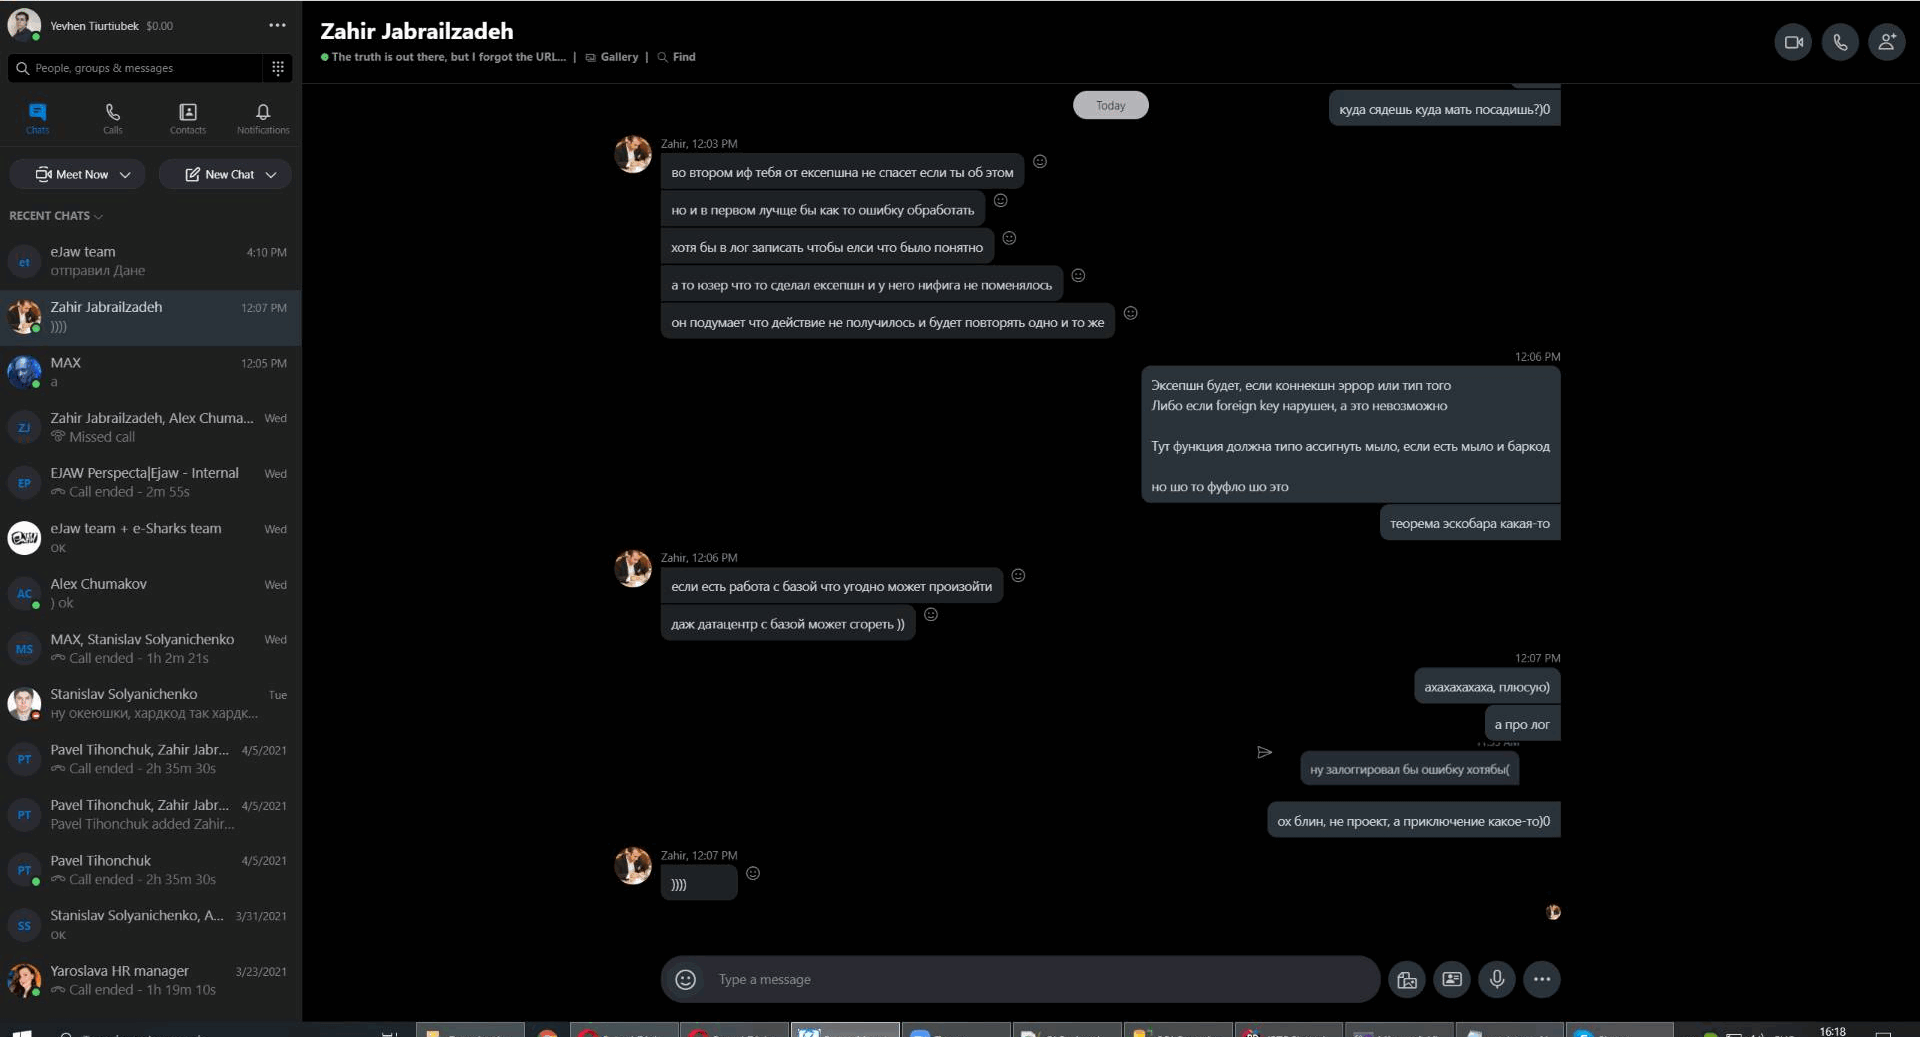 Yevhen Tiurtiubek $0.00
People, groups & messages
Chats
Calls
Contacts
Notifications
Meet Now
New Chat
RECENT CHATS
eJaw team 4:10 PM
отправил Дане
Zahir Jabrailzadeh 12:07 PM
))))
MAX 12:05 PM
а
ZJ
Zahir Jabrailzadeh, Alex Chuma... Wed
Missed call
EP
EJAW Perspecta|Ejaw - Internal Wed
Call ended - 2m 55s
eJaw team + e-Sharks team Wed
ок
AC
Alex Chumakov Wed
) ok
MS
MAX, Stanislav Solyanichenko Wed
Call ended - 1h 2m 21s
Stanislav Solyanichenko Tue
ну океюшки, хардкод так хардк...
PT
Pavel Tihonchuk, Zahir Jabr... 4/5/2021
Call ended - 2h 35m 30s
PT
Pavel Tihonchuk, Zahir Jabr... 4/5/2021
Pavel Tihonchuk added Zahir...
PT
Pavel Tihonchuk 4/5/2021
Call ended - 2h 35m 30s
SS
Stanislav Solyanichenko, A... 3/31/2021
ок
Yaroslava HR manager 3/23/2021
Call ended - 1h 19m 10s
Zahir Jabrailzadeh
The truth is out there, but I forgot the URL... | Gallery | Find
куда сядешь куда мать посадишь?)0
Today
Zahir, 12:03 PM
во втором иф тебя от ексепшна не спасет если ты об этом
но и в первом лучще бы как то ошибку обработать
хотя бы в лог записать чтобы елси что было понятно
а то юзер что то сделал ексепшн и у него нифига не поменялось
он подумает что действие не получилось и будет повторять одно и то же
12:06 PM
Эксепшн будет, если коннекшн эррор или тип того
Либо если foreign key нарушен, а это невозможно
Тут функция должна типо ассигнуть мыло, если есть мыло и баркод
но шо то фуфло шо это
теорема эскобара какая-то
Zahir, 12:06 PM
если есть работа с базой что угодно может произойти
даж датацентр с базой может сгореть ))
12:07 PM
ахахахахаха, плюсую)
а про лог
ну залоггировал бы ошибку хотябы(
ох блин, не проект, а приключение какое-то)0
Zahir, 12:07 PM
))))
Type a message
16:18